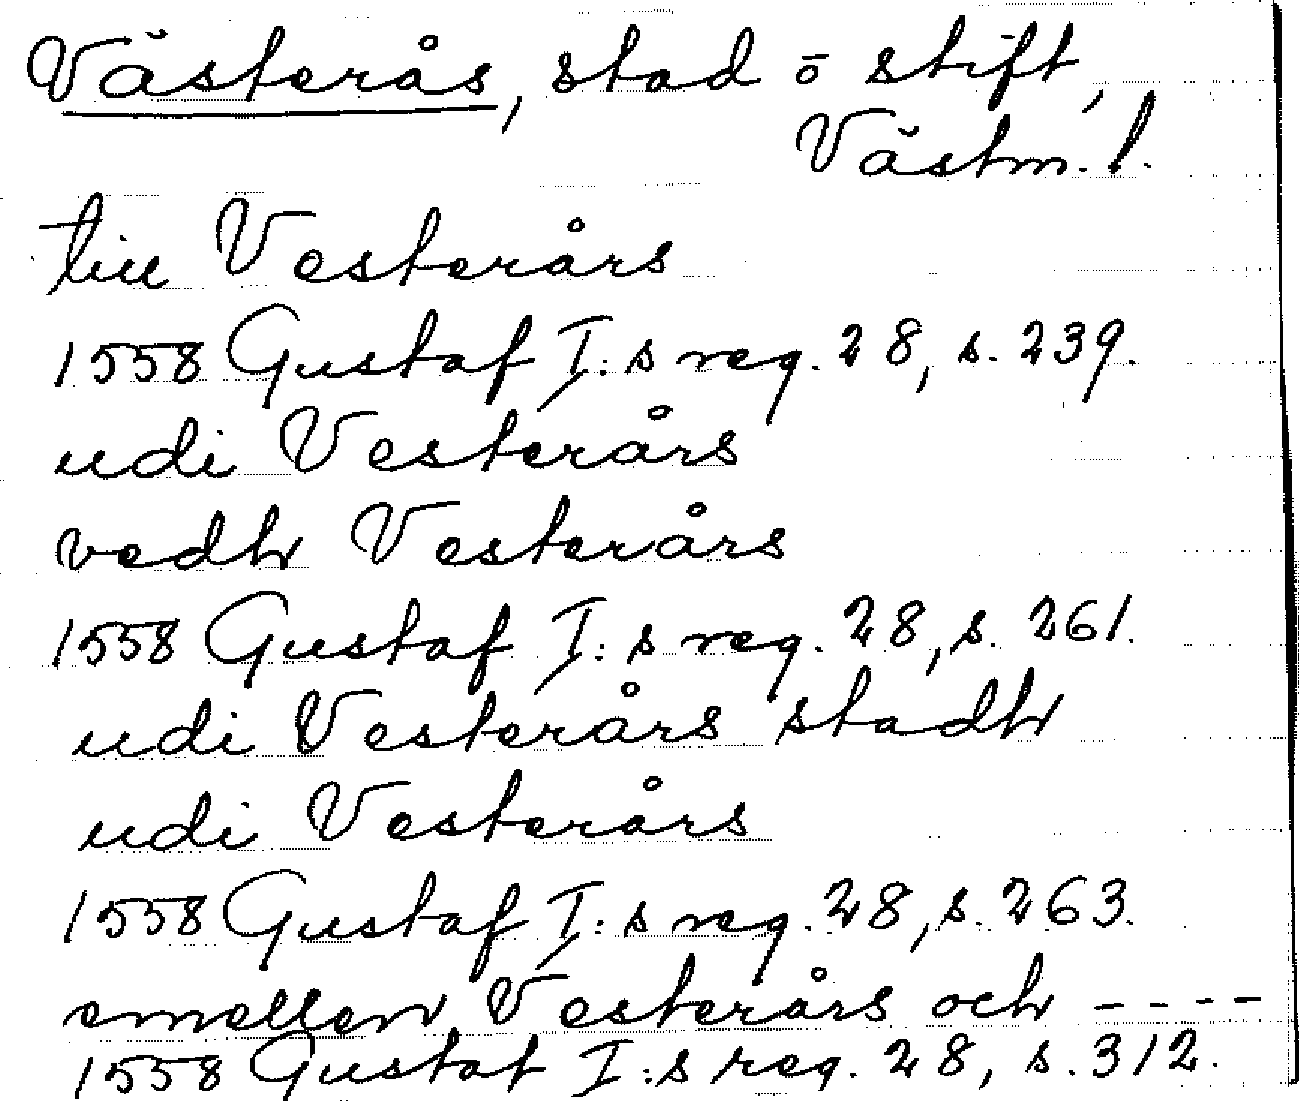 Västerås, stad o stift,
Västm. l.
till Vesterårs
1558 Gustaf I:s reg. 28, s. 239.
udi Vesterårs
vedh Vesterårs
1558 Gustaf I:s reg. 28, s. 261.
udi Vesterårs stadh
udi Vesterårs
1558 Gustaf I:s reg. 28, s. 263.
emellen Vesterårs och ----
1558 Gustaf I:s reg. 28, s. 312.